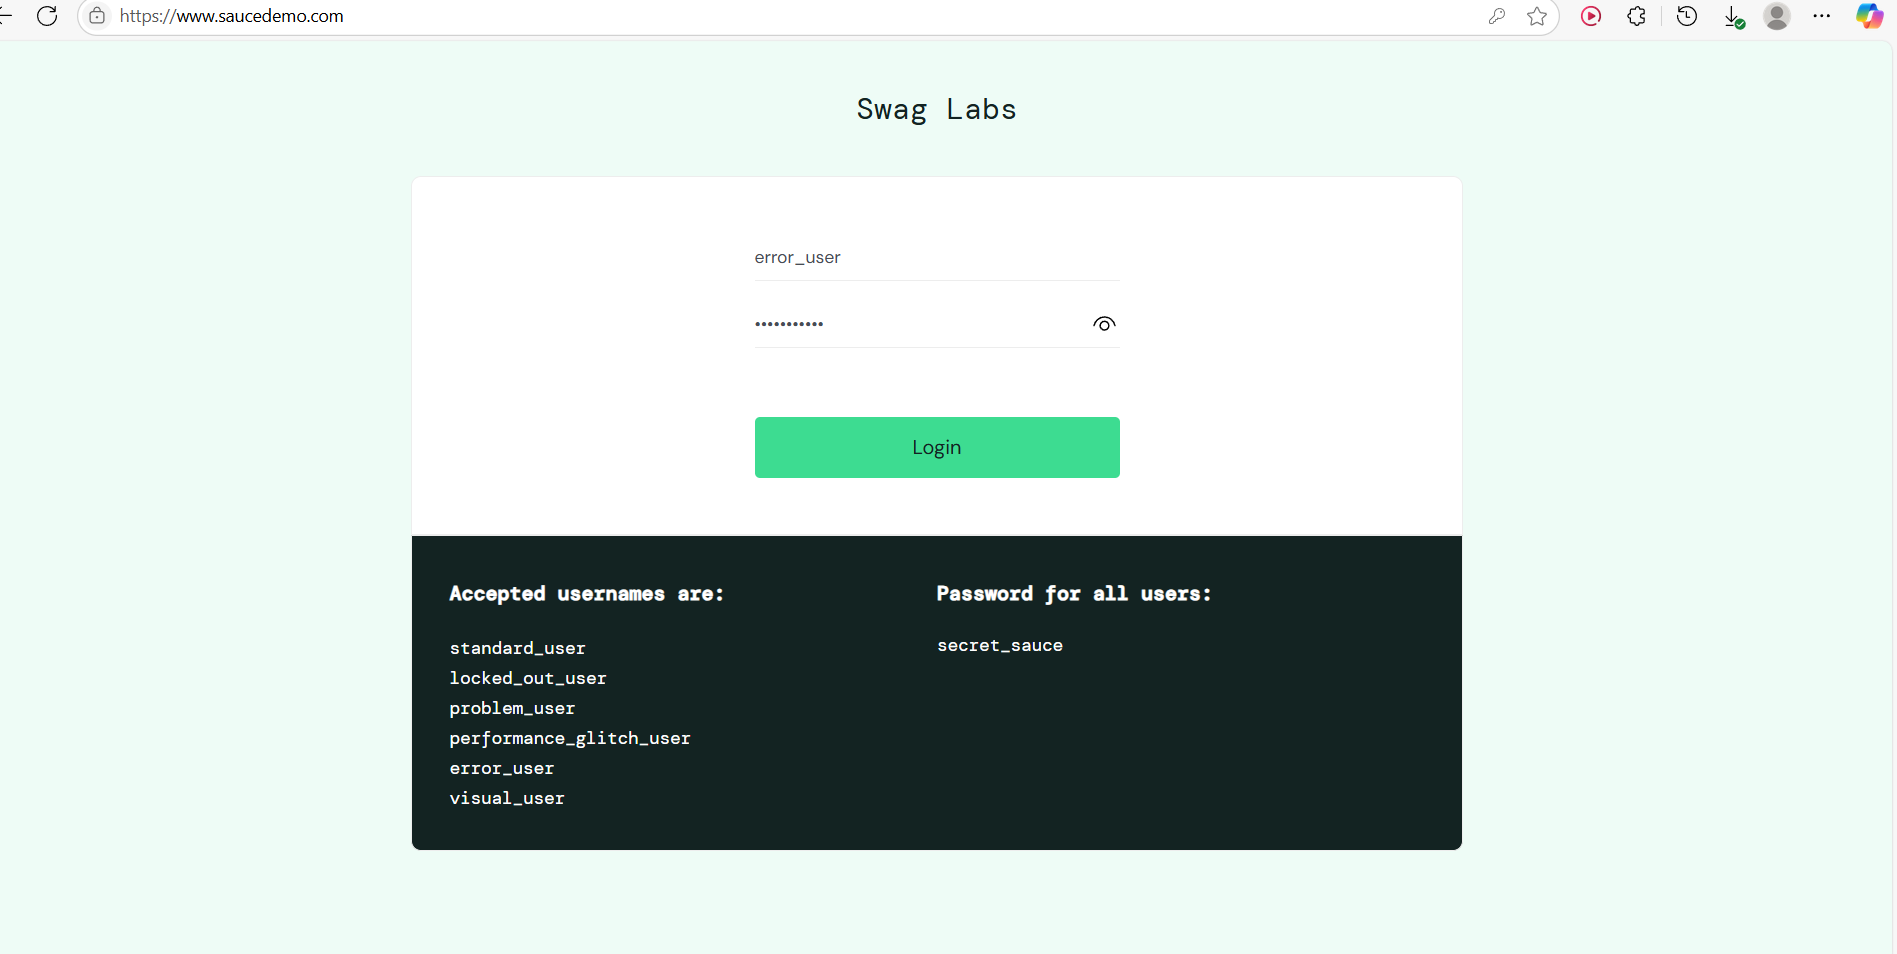 https://www.saucedemo.com
Swag Labs
error_user
•••••••••••
Login
Accepted usernames are:
standard_user
locked_out_user
problem_user
performance_glitch_user
error_user
visual_user
Password for all users:
secret_sauce